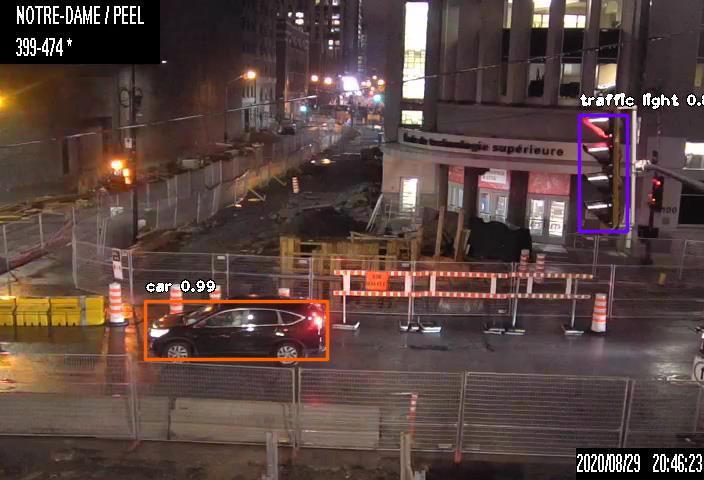 NOTRE-DAME / PEEL
399-474 *
traffic light 0.8
technologie supérieure
car 0.99
2020/08/29 20:46:23